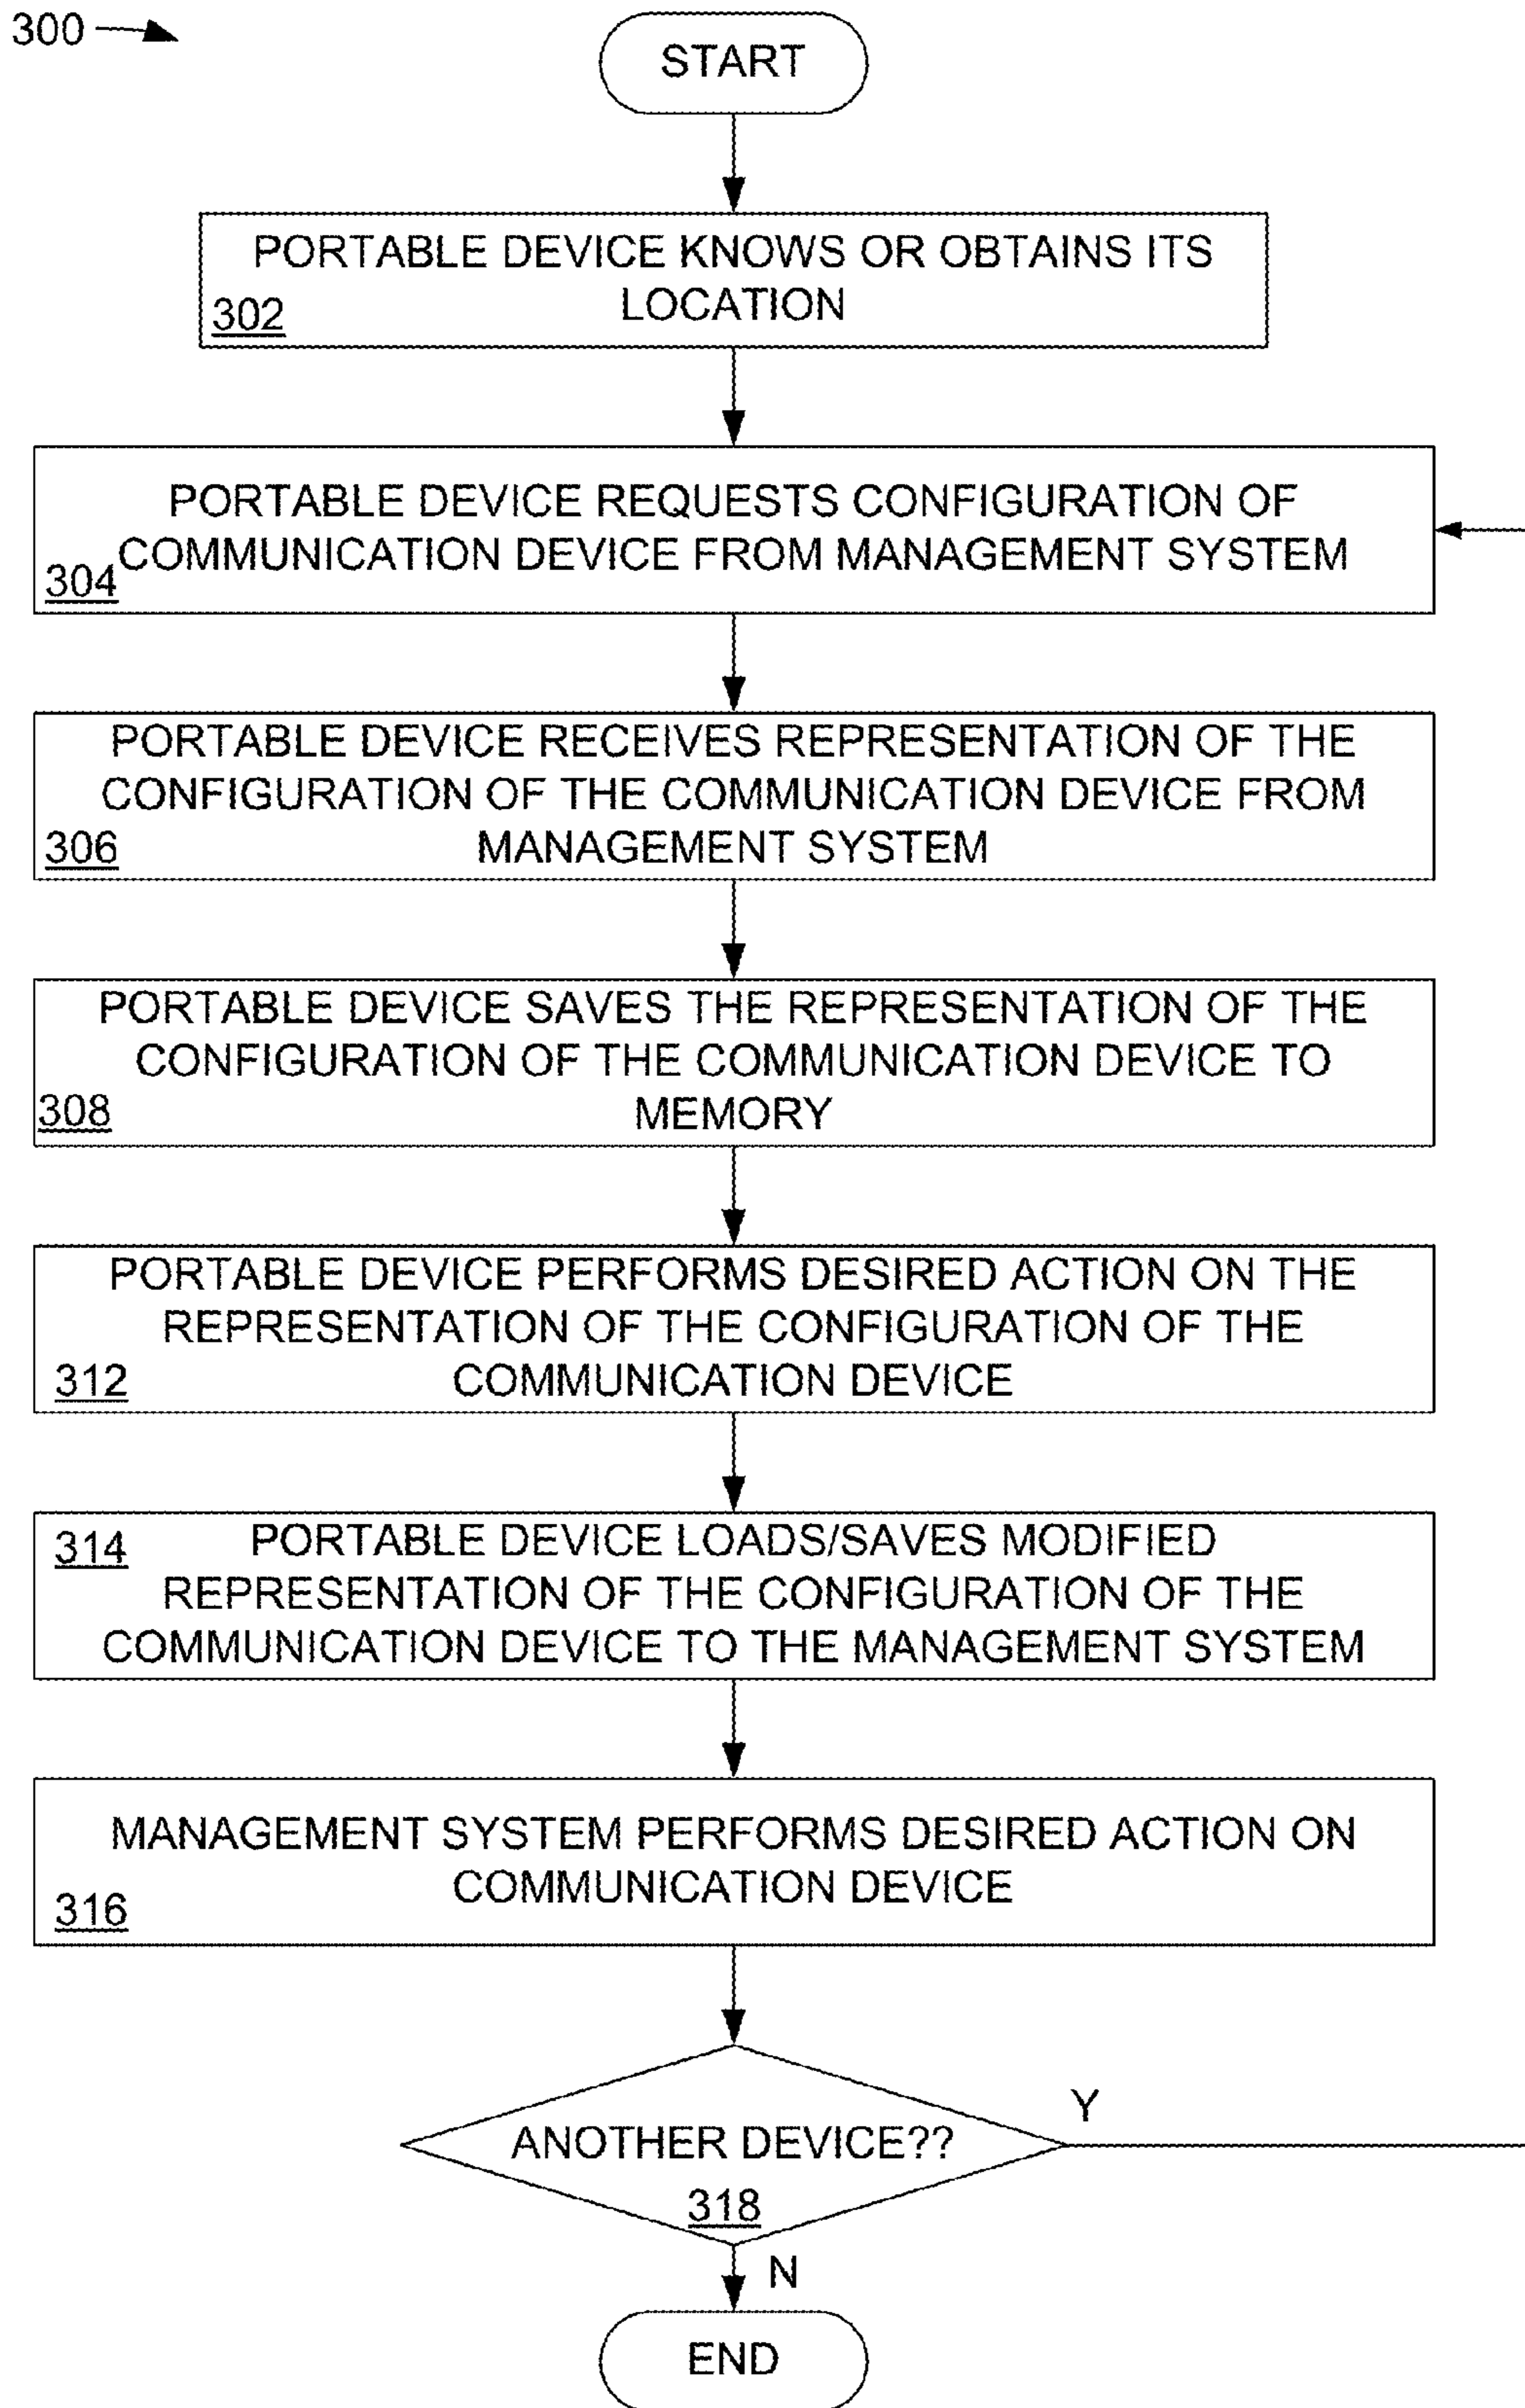 300
START
PORTABLE DEVICE KNOWS OR OBTAINS ITS
LOCATION
302
PORTABLE DEVICE REQUESTS CONFIGURATION OF
COMMUNICATION DEVICE FROM MANAGEMENT SYSTEM
304
PORTABLE DEVICE RECEIVES REPRESENTATION OF THE
CONFIGURATION OF THE COMMUNICATION DEVICE FROM
MANAGEMENT SYSTEM
306
PORTABLE DEVICE SAVES THE REPRESENTATION OF THE
CONFIGURATION OF THE COMMUNICATION DEVICE TO
MEMORY
308
PORTABLE DEVICE PERFORMS DESIRED ACTION ON THE
REPRESENTATION OF THE CONFIGURATION OF THE
COMMUNICATION DEVICE
312
314
PORTABLE DEVICE LOADS/SAVES MODIFIED
REPRESENTATION OF THE CONFIGURATION OF THE
COMMUNICATION DEVICE TO THE MANAGEMENT SYSTEM
MANAGEMENT SYSTEM PERFORMS DESIRED ACTION ON
COMMUNICATION DEVICE
316
Y
ANOTHER DEVICE??
318
N
END